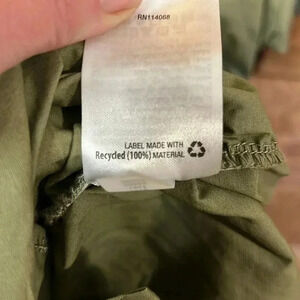 RN114068
LABEL MADE WITH
Recycled (100%) MATERIAL